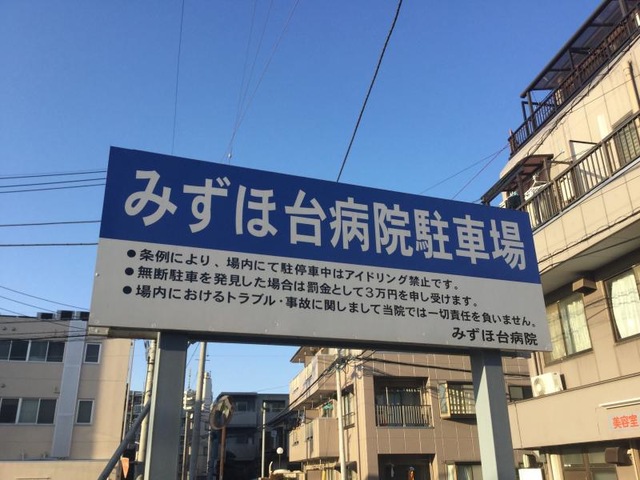 みずほ台病院駐車場
●条例により、場内にて駐停車中はアイドリング禁止です。
●無断駐車を発見した場合は罰金として3万円を申し受けます。
●場内におけるトラブル・事故に関しまして当院では一切責任を負いません。
みずほ台病院
美容室